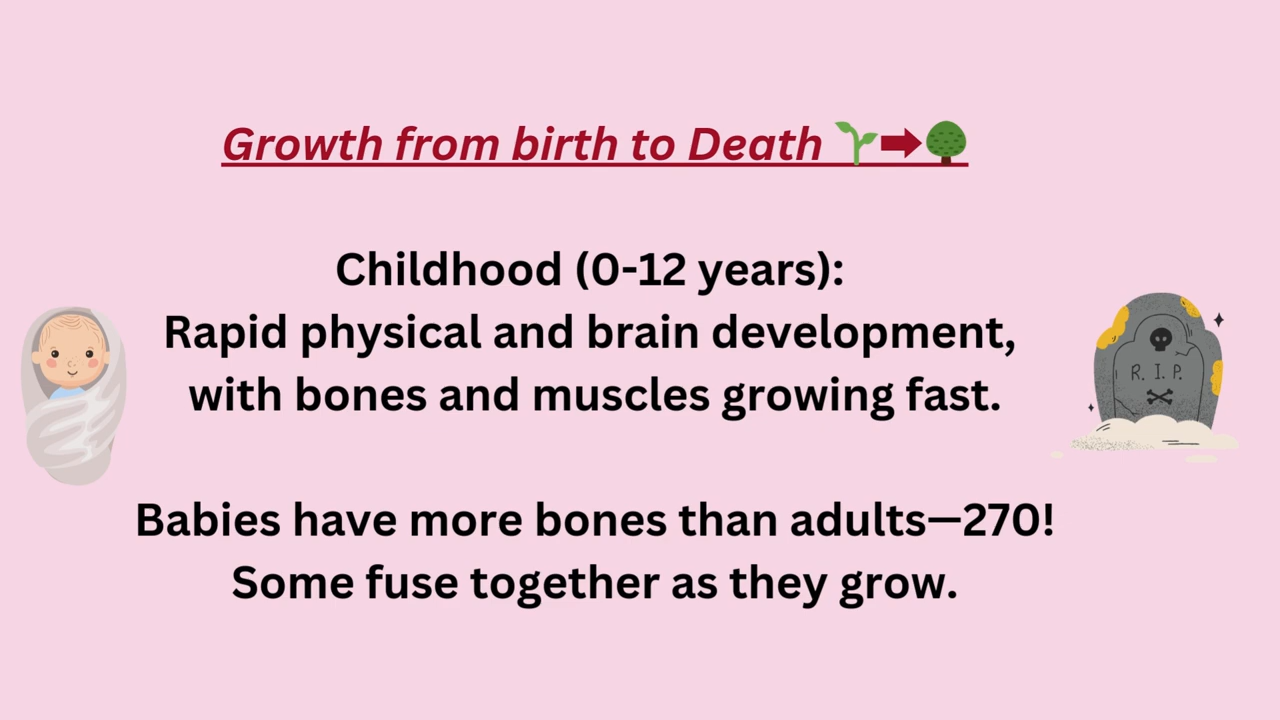 Growth from birth to Death 🌱➡🌳
Childhood (0-12 years):
Rapid physical and brain development,
with bones and muscles growing fast.
R. I. P.
Babies have more bones than adults—270!
Some fuse together as they grow.